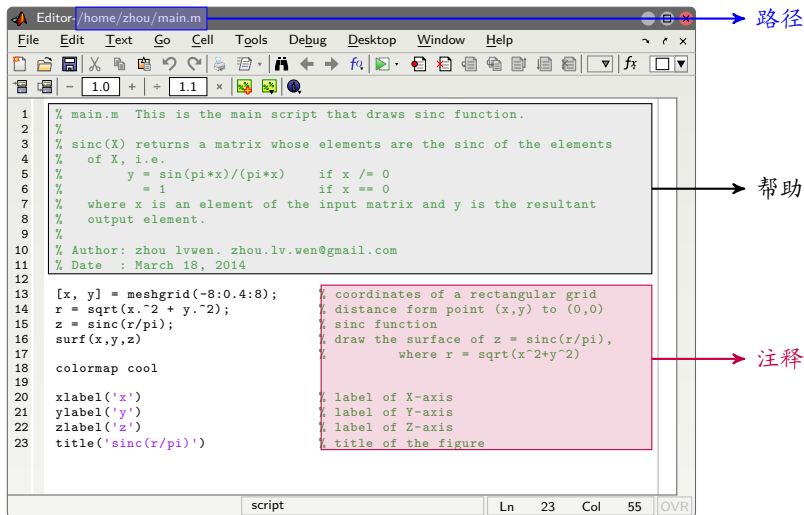 Editor-/home/zhou/main.m
路径
File Edit Text Go Cell Tools Debug Desktop Window Help
1.0 1.1
1 % main.m  This is the main script that draws sinc function.
2 %
3 % sinc(X) returns a matrix whose elements are the sinc of the elements
4 %   of X, i.e.
5 %        y = sin(pi*x)/(pi*x)    if x /= 0
6 %          = 1                   if x == 0
帮助
7 %   where x is an element of the input matrix and y is the resultant
8 %   output element.
9 %
10 % Author: zhou lvwen. zhou.lv.wen@gmail.com
11 % Date  : March 18, 2014
12
13 [x, y] = meshgrid(-8:0.4:8);     % coordinates of a rectangular grid
14 r = sqrt(x.^2 + y.^2);           % distance form point (x,y) to (0,0)
15 z = sinc(r/pi);                  % sinc function
16 surf(x,y,z)                      % draw the surface of z = sinc(r/pi),
17                                  %         where r = sqrt(x^2+y^2)
注释
18 colormap cool
19
20 xlabel('x')                      % label of X-axis
21 ylabel('y')                      % label of Y-axis
22 zlabel('z')                      % label of Z-axis
23 title('sinc(r/pi)')              % title of the figure
script Ln 23 Col 55 OVR